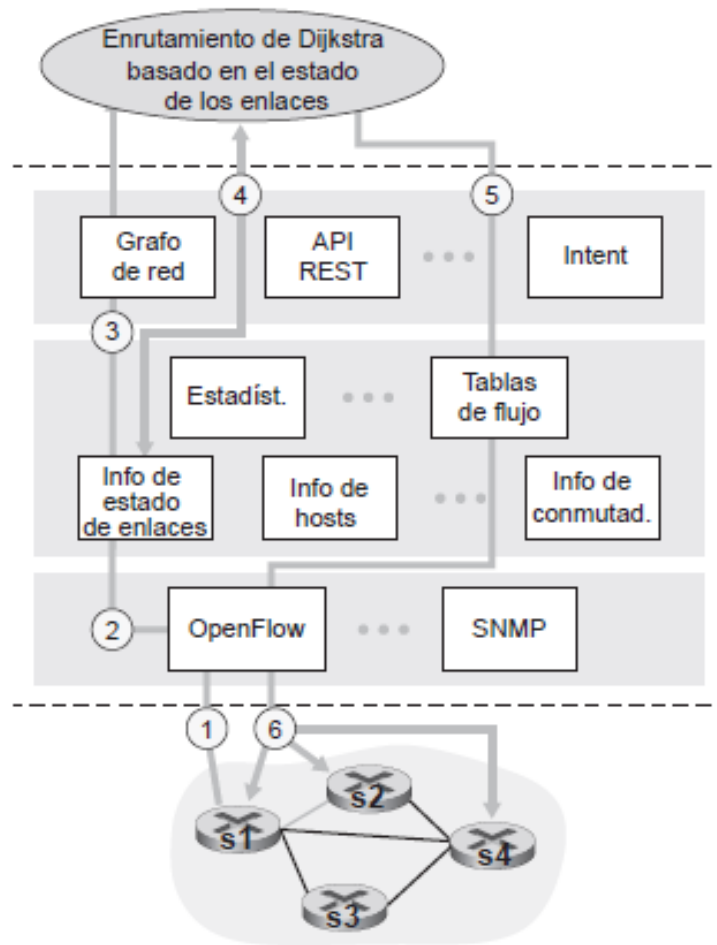 Enrutamiento de Dijkstra
basado en el estado
de los enlaces
4
5
Grafo
de red
API
REST
Intent
3
Estadíst.
Tablas
de flujo
Info de
estado
de enlaces
Info de
hosts
Info de
conmutad.
2
OpenFlow
SNMP
1
6
s2
s1
s4
s3